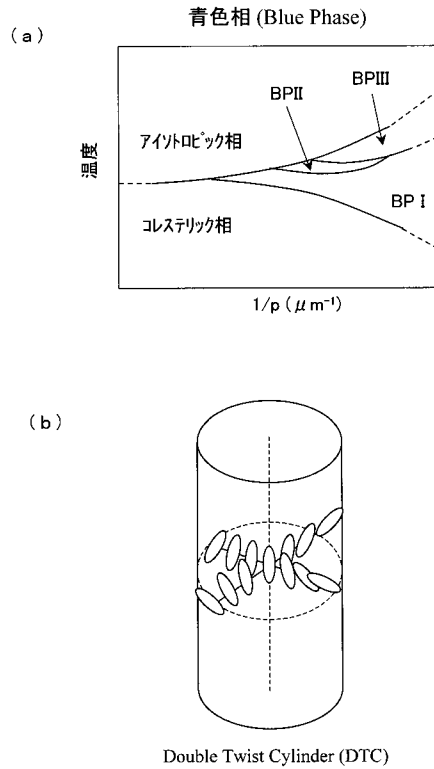 青色相 (Blue Phase)
(a)
BPII
BPIII
アイソトロピック相
温度
BP I
コレステリック相
1/p (μm⁻¹)
(b)
Double Twist Cylinder (DTC)